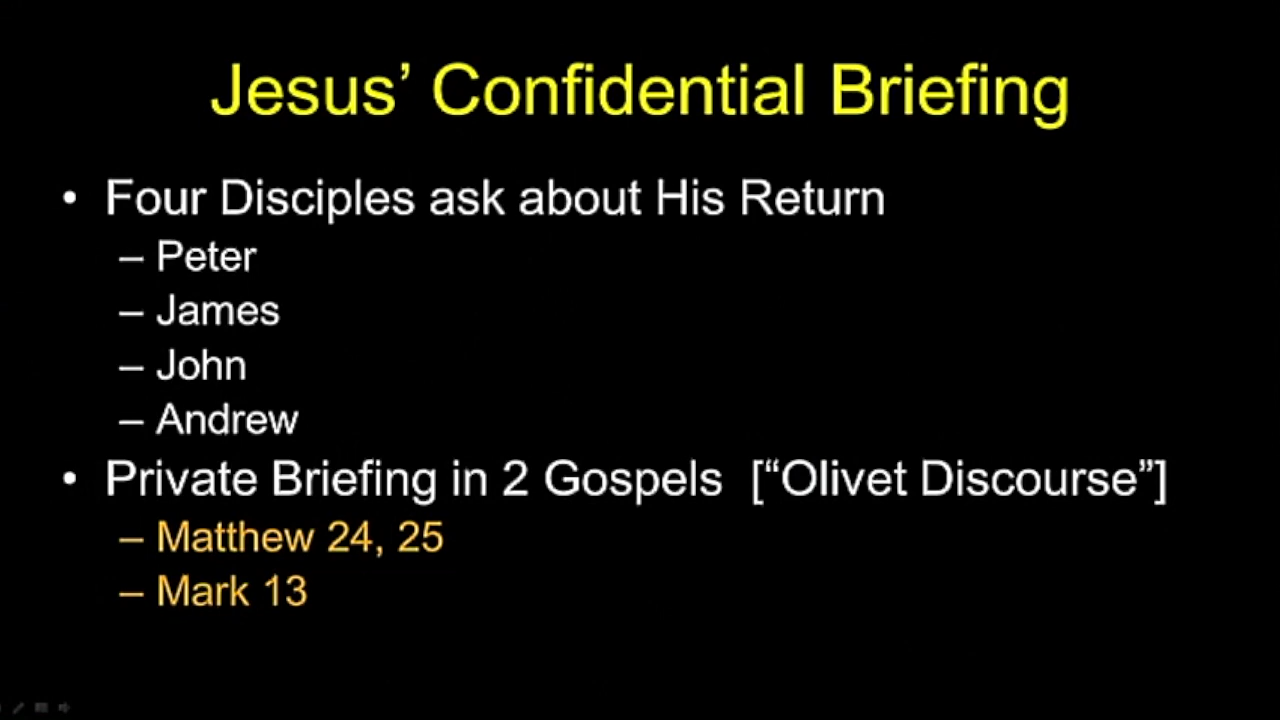 Jesus’ Confidential Briefing
• Four Disciples ask about His Return
– Peter
– James
– John
– Andrew
• Private Briefing in 2 Gospels [“Olivet Discourse”]
– Matthew 24, 25
– Mark 13